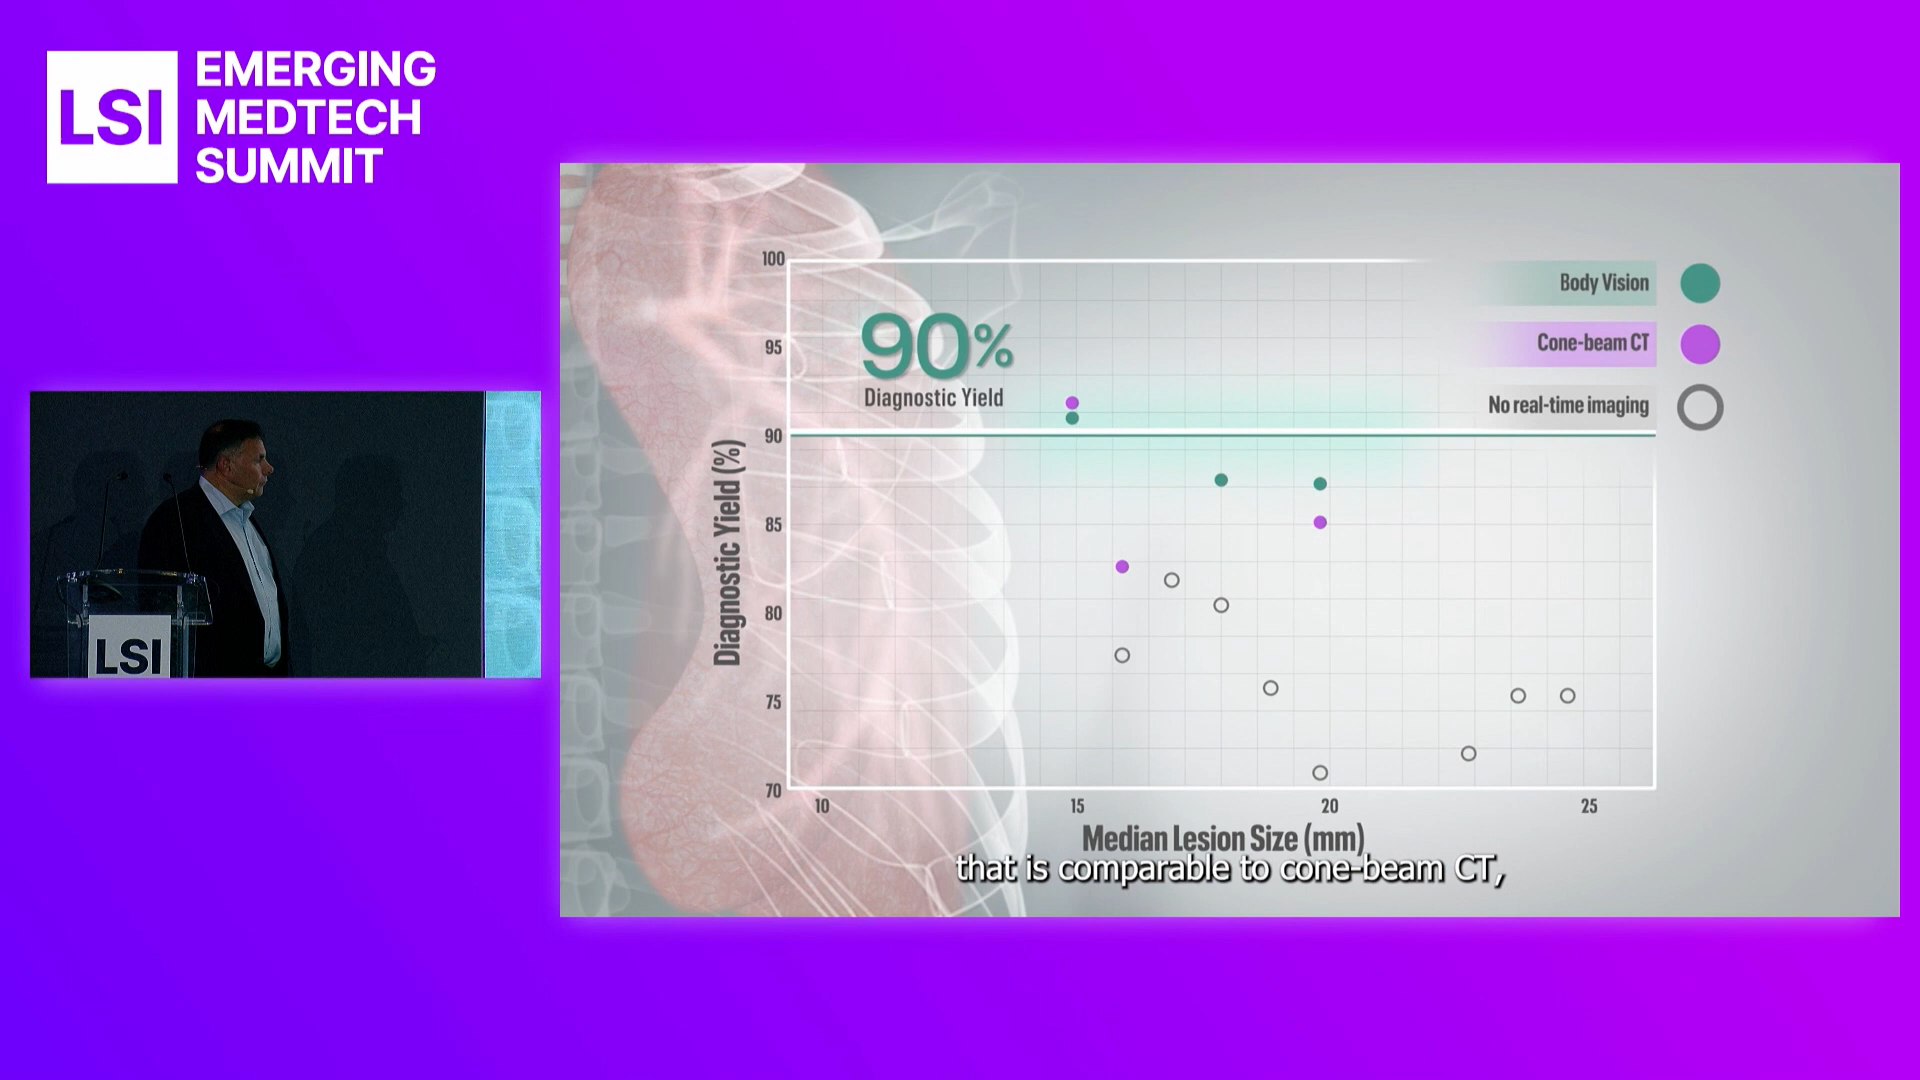 LSI
EMERGING
MEDTECH
SUMMIT
LSI
100
95
90
85
80
75
70
90%
Diagnostic Yield
Body Vision
Cone-beam CT
No real-time imaging
Diagnostic Yield (%)
10
15
20
25
Median Lesion Size (mm)
that is comparable to cone-beam CT,